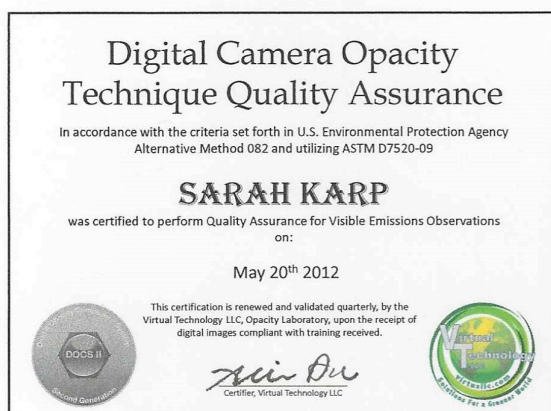 Digital Camera Opacity
Technique Quality Assurance
In accordance with the criteria set forth in U.S. Environmental Protection Agency
Alternative Method 082 and utilizing ASTM D7520-09
SARAH KARP
was certified to perform Quality Assurance for Visible Emissions Observations
on:
May 20th 2012
This certification is renewed and validated quarterly, by the
Virtual Technology LLC, Opacity Laboratory, upon the receipt of
digital images compliant with training received.
DOCS II
Second Generation
Certifier, Virtual Technology LLC
Virtual
Technology
virtuallc.com
Solutions For a Greener World